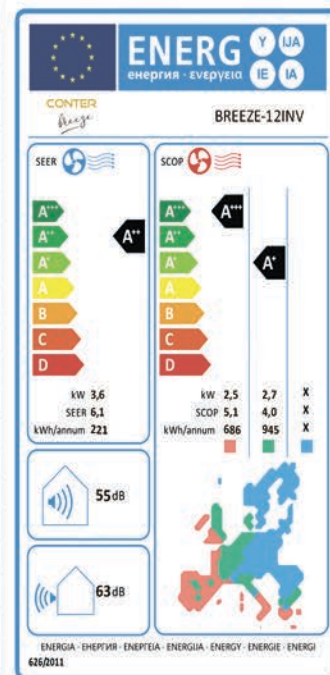 ENERG
Y IJA
IE IA
енергия · ενεργεια
CONTER
Breeze
BREEZE-12INV
SEER
A+++
A++
A+
A
B
C
D
A++
kW 3,6
SEER 6,1
kWh/annum 221
SCOP
A+++
A++
A+
A
B
C
D
A+++
A+
kW 2,5 2,7 X
SCOP 5,1 4,0 X
kWh/annum 686 945 X
55dB
63dB
ENERGIA · ЕНЕРГИЯ · ΕΝΕΡΓΕΙΑ · ENERGIJA · ENERGY · ENERGIE · ENERGI
626/2011